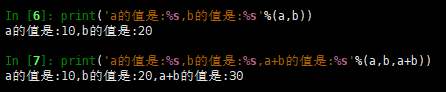 In [6]: print('a的值是:%s,b的值是:%s'%(a,b))
a的值是:10,b的值是:20
In [7]: print('a的值是:%s,b的值是:%s,a+b的值是:%s'%(a,b,a+b))
a的值是:10,b的值是:20,a+b的值是:30